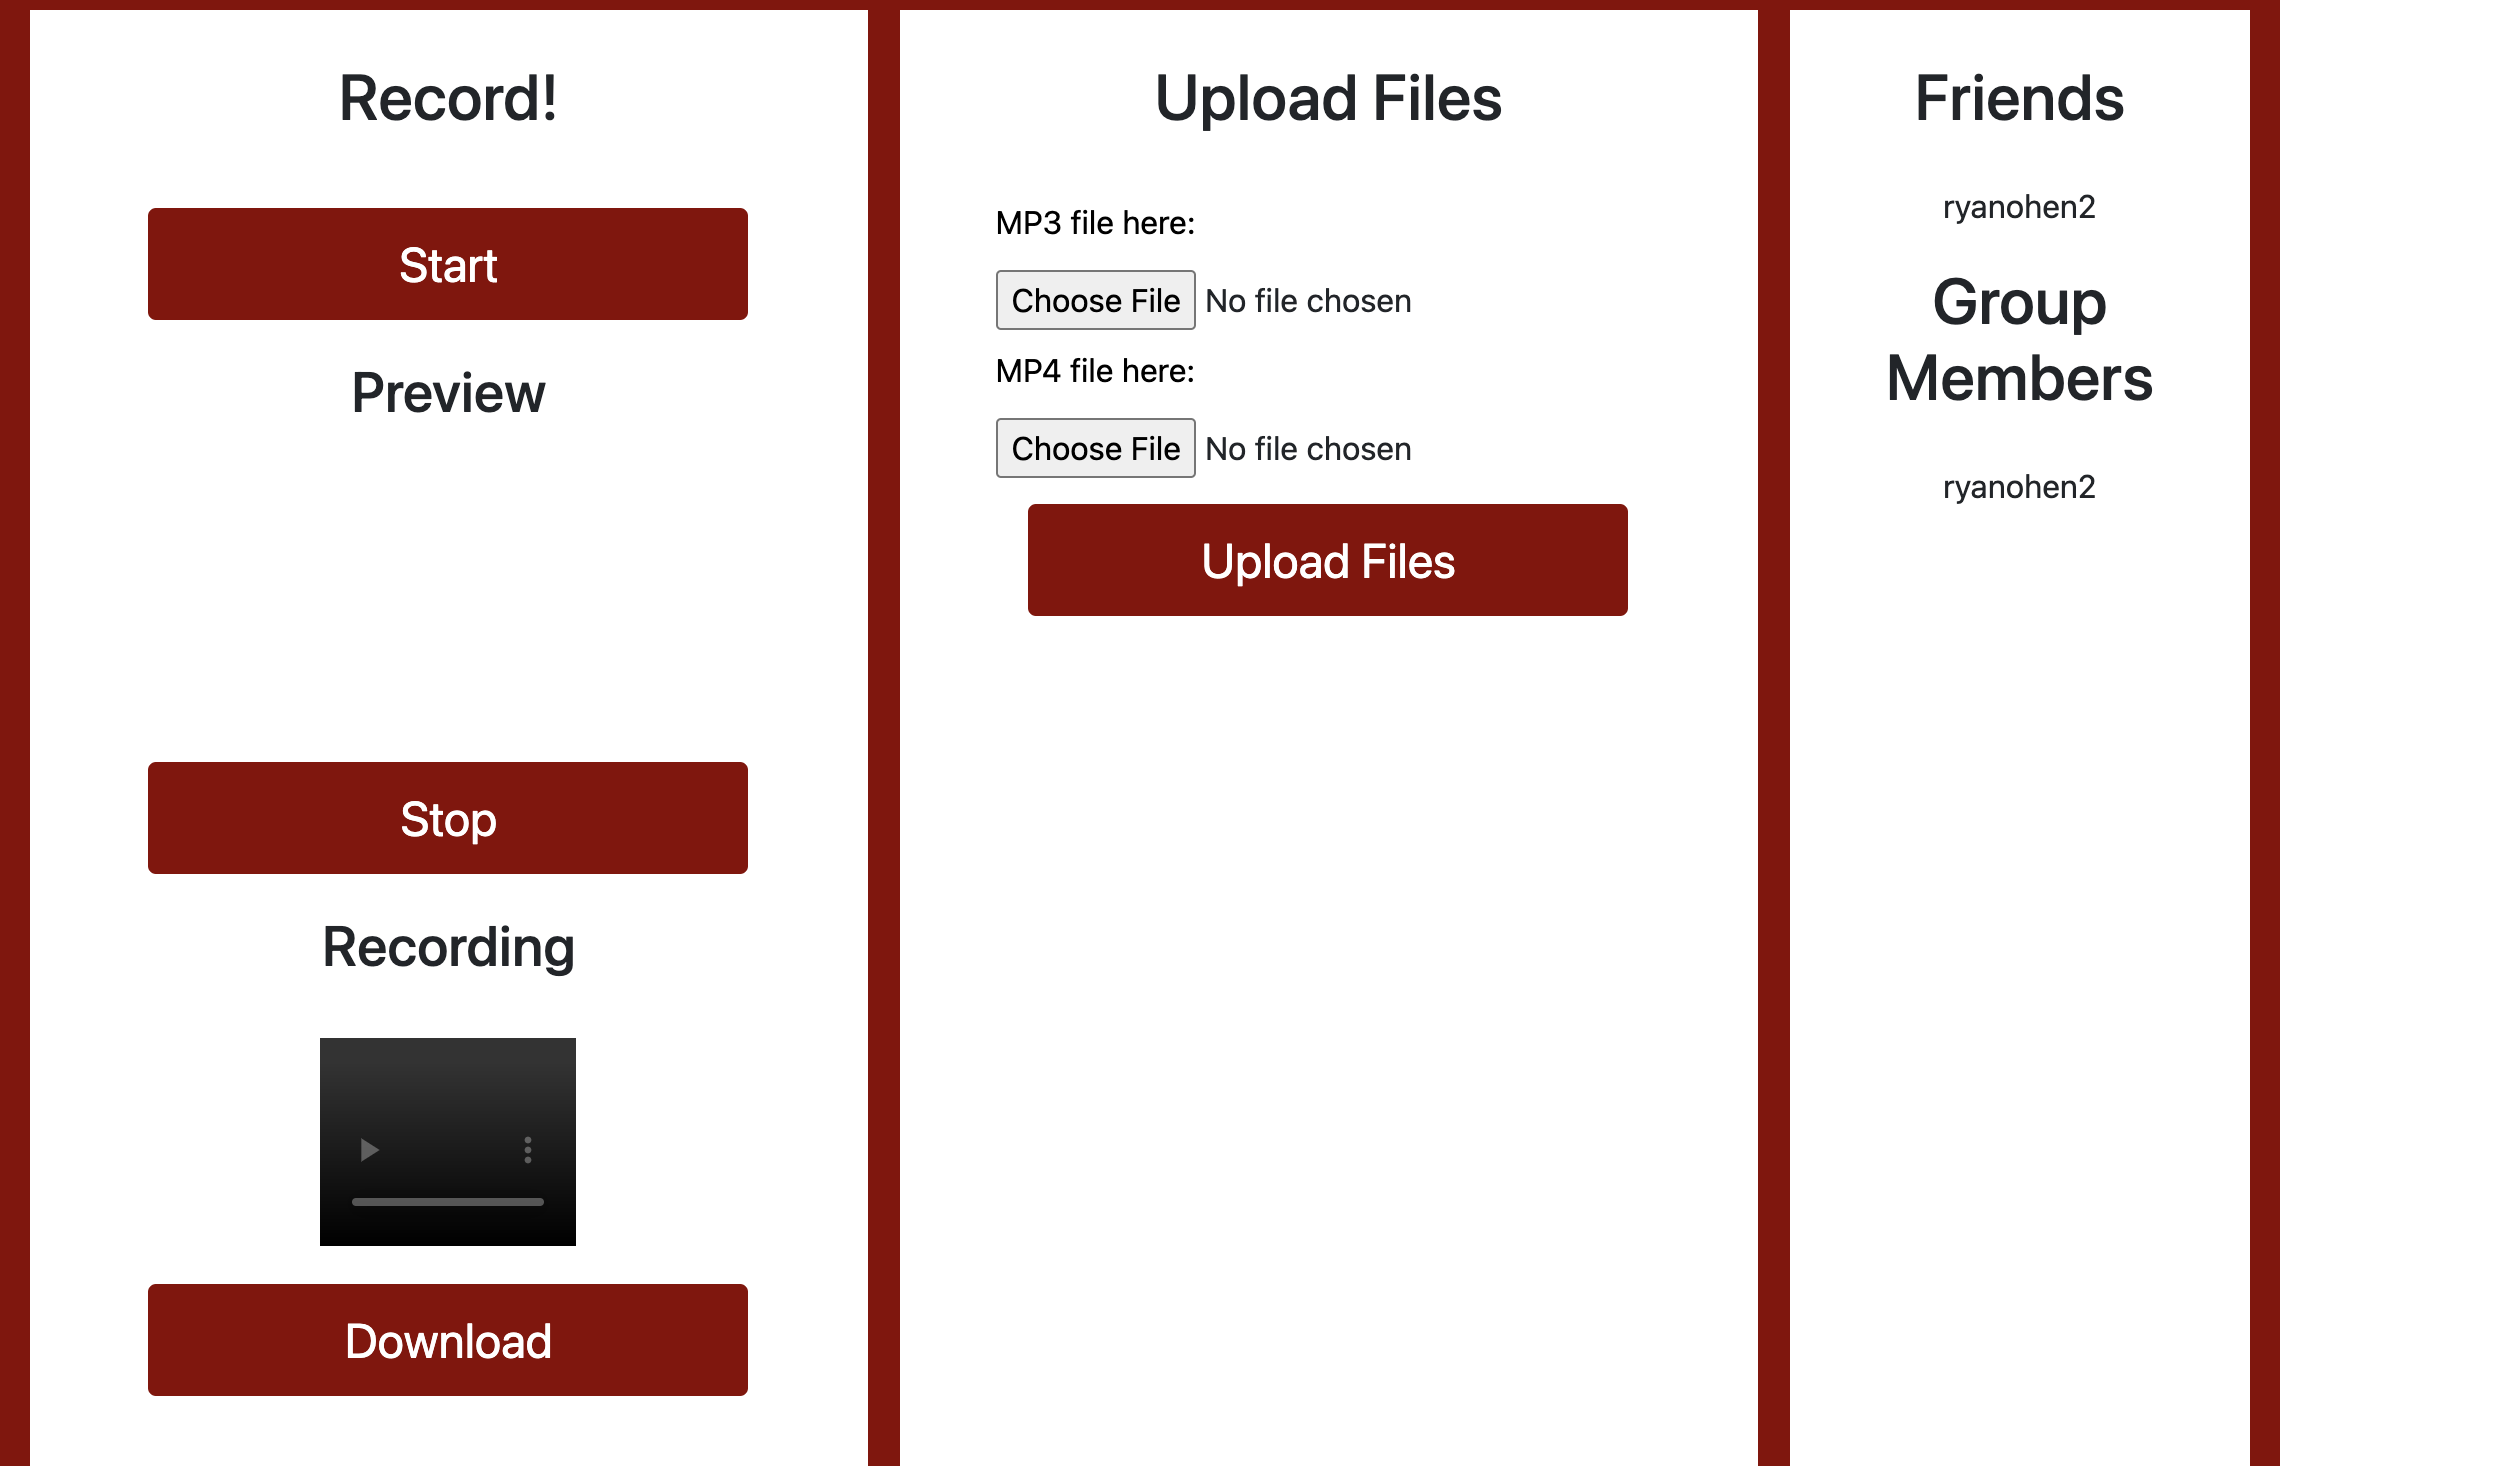 Record!
Start
Preview
Stop
Recording
Download
Upload Files
MP3 file here:
Choose File No file chosen
MP4 file here:
Choose File No file chosen
Upload Files
Friends
ryanohen2
Group
Members
ryanohen2